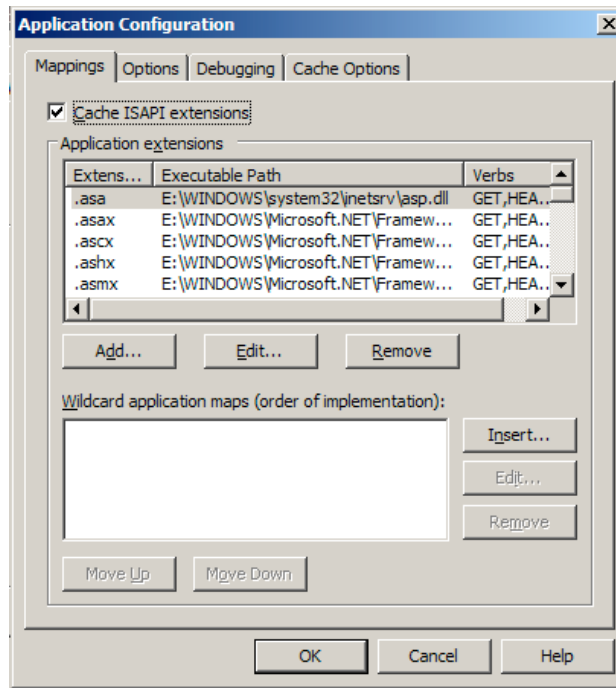 Application Configuration
Mappings Options Debugging Cache Options
Cache ISAPI extensions
Application extensions
Extens... Executable Path Verbs
.asa E:\WINDOWS\system32\inetsrv\asp.dll GET,HEA..
.asax E:\WINDOWS\Microsoft.NET\Framew... GET,HEA..
.ascx E:\WINDOWS\Microsoft.NET\Framew... GET,HEA..
.ashx E:\WINDOWS\Microsoft.NET\Framew... GET,HEA..
.asmx E:\WINDOWS\Microsoft.NET\Framew... GET,HEA..
Add... Edit... Remove
Wildcard application maps (order of implementation):
Insert...
Edit...
Remove
Move Up Move Down
OK Cancel Help